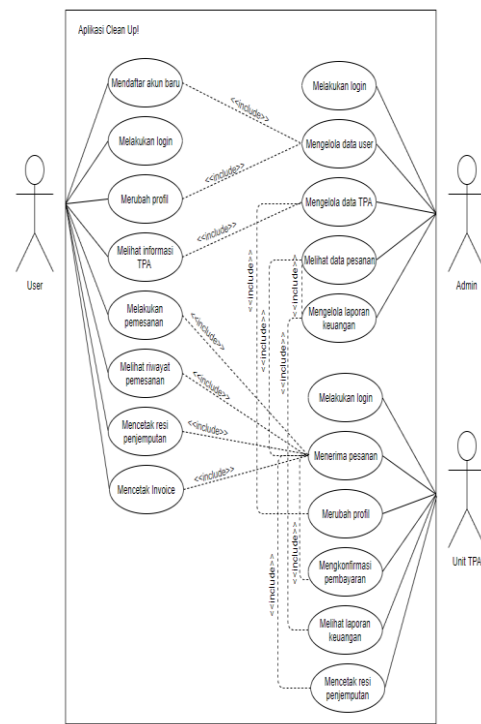 Aplikasi Clean Up!
Mendaftar akun baru
Melakukan login
Merubah profil
Melihat informasi
TPA
Melakukan
pemesanan
Melihat riwayat
pemesanan
Mencetak resi
penjemputan
Mencetak Invoice
User
<<include>>
<<include>>
<<include>>
<<include>>
<<include>>
<<include>>
<<include>>
Melakukan login
Mengelola data user
Mengelola data TPA
Melihat data pesanan
Mengelola laporan
keuangan
Admin
<<include>>
<<include>>
<<include>>
<<include>>
Melakukan login
Menerima pesanan
Merubah profil
Mengkonfirmasi
pembayaran
Melihat laporan
keuangan
Mencetak resi
penjemputan
Unit TPA
<<include>>
<<include>>